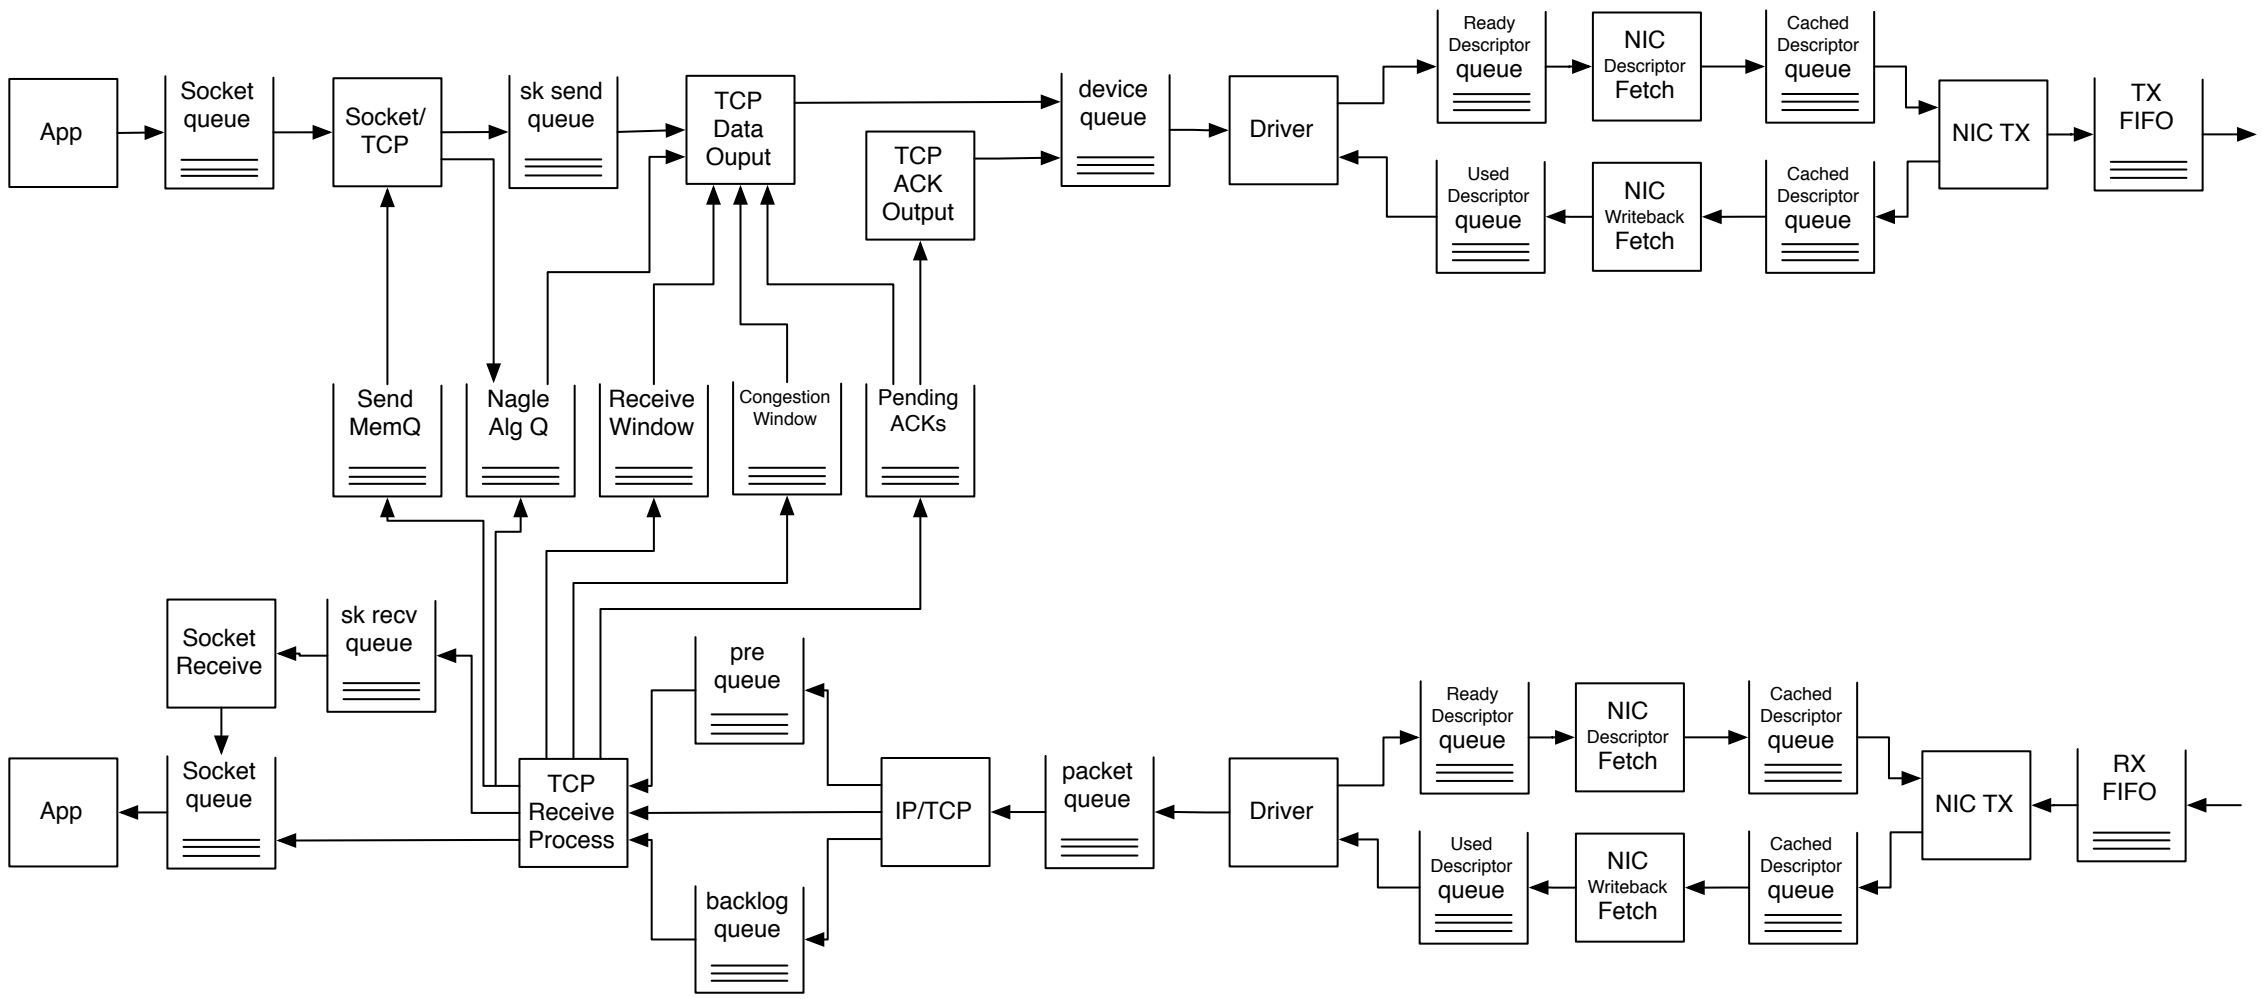 App
Socket
queue
Socket/
TCP
sk send
queue
TCP
Data
Ouput
TCP
ACK
Output
device
queue
Driver
Ready
Descriptor
queue
NIC
Descriptor
Fetch
Cached
Descriptor
queue
NIC TX
TX
FIFO
Used
Descriptor
queue
NIC
Writeback
Fetch
Cached
Descriptor
queue
Send
MemQ
Nagle
Alg Q
Receive
Window
Congestion
Window
Pending
ACKs
Socket
Receive
sk recv
queue
pre
queue
App
Socket
queue
TCP
Receive
Process
backlog
queue
IP/TCP
packet
queue
Driver
Ready
Descriptor
queue
NIC
Descriptor
Fetch
Cached
Descriptor
queue
NIC TX
RX
FIFO
Used
Descriptor
queue
NIC
Writeback
Fetch
Cached
Descriptor
queue